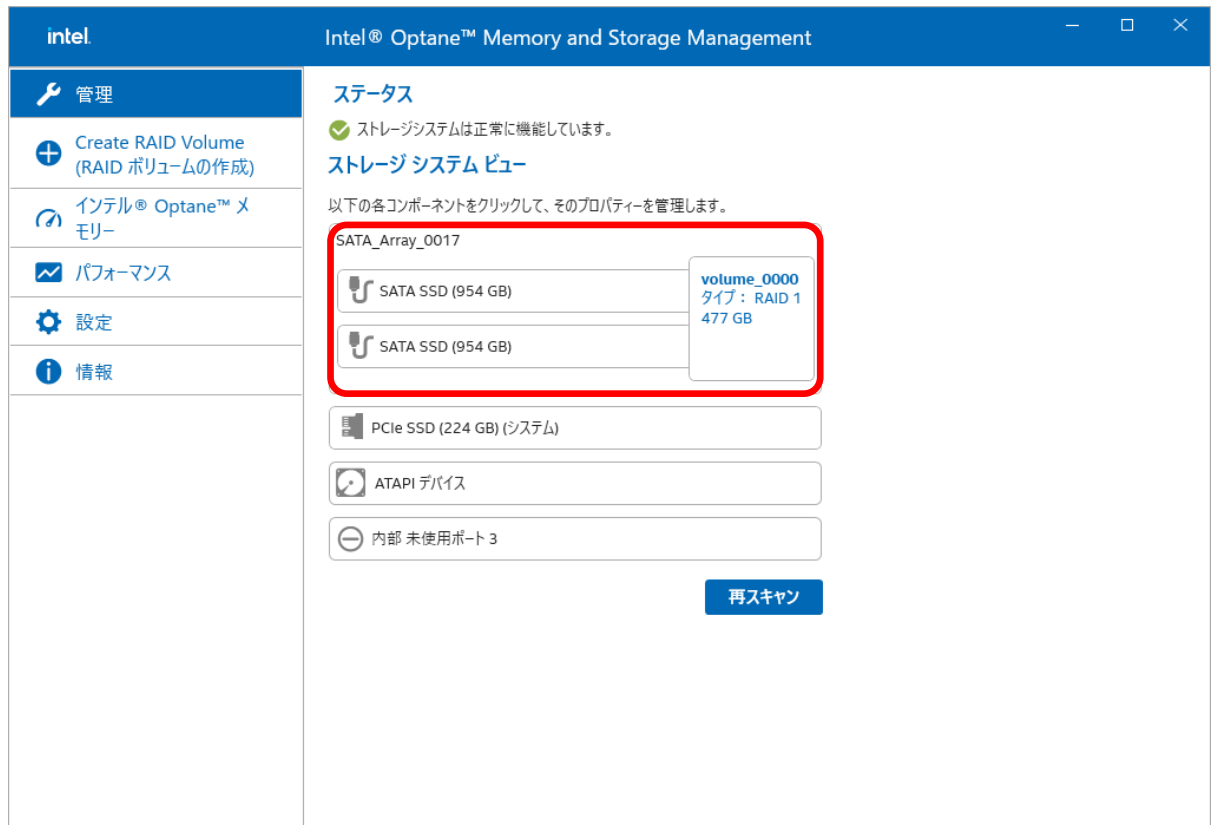 intel.
Intel® Optane™ Memory and Storage Management
管理
Create RAID Volume
(RAID ボリュームの作成)
インテル® Optane™ メ
モリー
パフォーマンス
設定
情報
ステータス
ストレージシステムは正常に機能しています。
ストレージ システム ビュー
以下の各コンポーネントをクリックして、そのプロパティーを管理します。
SATA_Array_0017
SATA SSD (954 GB)
SATA SSD (954 GB)
volume_0000
タイプ： RAID 1
477 GB
PCIe SSD (224 GB) (システム)
ATAPI デバイス
内部 未使用ポート 3
再スキャン